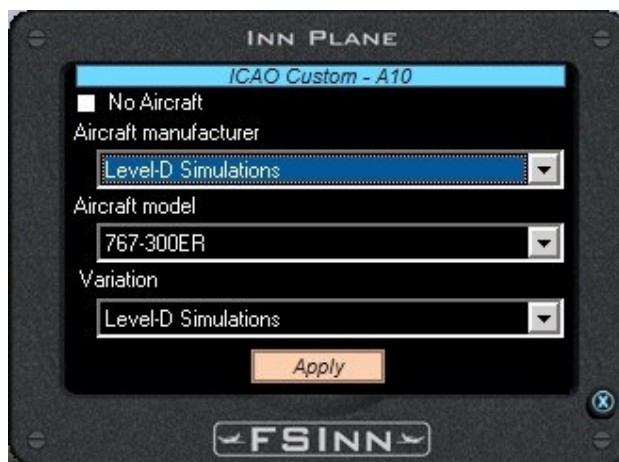 INN PLANE
ICAO Custom - A10
No Aircraft
Aircraft manufacturer
Level-D Simulations
Aircraft model
767-300ER
Variation
Level-D Simulations
Apply
FSINN